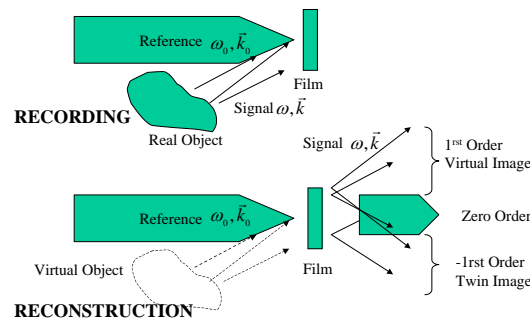 Reference ω₀, k⃗₀
Film
Signal ω, k⃗
RECORDING
Real Object
Signal ω, k⃗
1rst Order
Virtual Image
Reference ω₀, k⃗₀
Zero Order
Virtual Object
Film
-1rst Order
Twin Image
RECONSTRUCTION